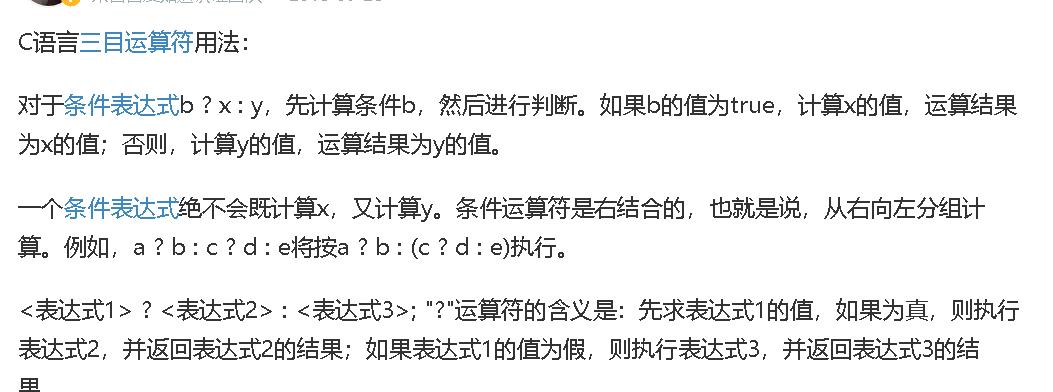 C语言三目运算符用法：
对于条件表达式b ? x : y，先计算条件b，然后进行判断。如果b的值为true，计算x的值，运算结果
为x的值；否则，计算y的值，运算结果为y的值。
一个条件表达式绝不会既计算x，又计算y。条件运算符是右结合的，也就是说，从右向左分组计
算。例如，a ? b : c ? d : e将按a ? b : (c ? d : e)执行。
<表达式1> ? <表达式2> : <表达式3>; "?"运算符的含义是：先求表达式1的值，如果为真，则执行
表达式2，并返回表达式2的结果；如果表达式1的值为假，则执行表达式3，并返回表达式3的结
果